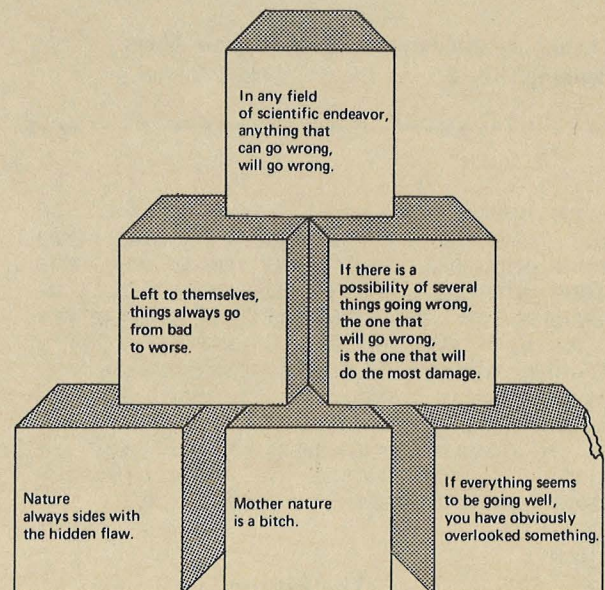 In any field
of scientific endeavor,
anything that
can go wrong,
will go wrong.
Left to themselves,
things always go
from bad
to worse.
If there is a
possibility of several
things going wrong,
the one that
will go wrong,
is the one that will
do the most damage.
Nature
always sides with
the hidden flaw.
Mother nature
is a bitch.
If everything seems
to be going well,
you have obviously
overlooked something.